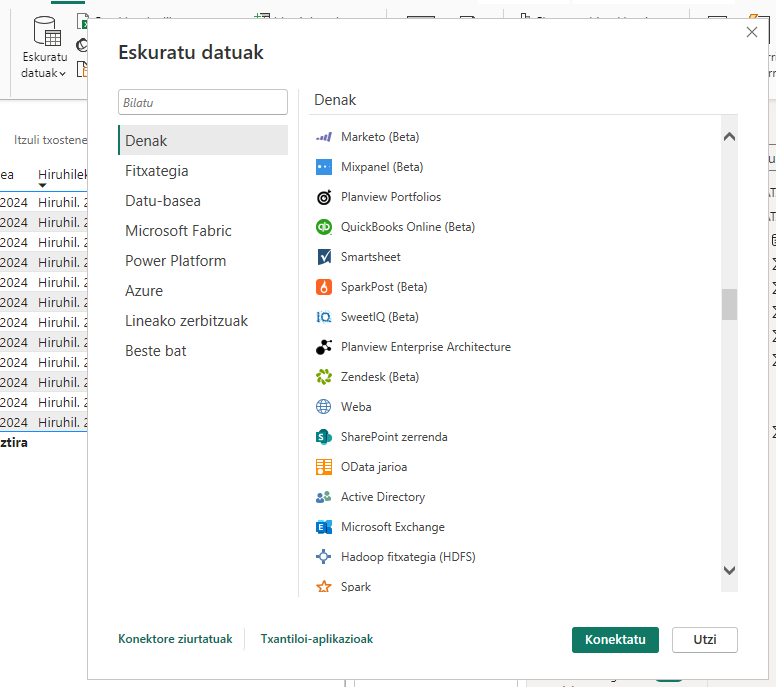 Eskuratu
datuak
Itzuli txostene
ea
Hiruhilek
2024 Hiruhil. 2
2024 Hiruhil. 2
2024 Hiruhil. 2
2024 Hiruhil. 2
2024 Hiruhil. 2
2024 Hiruhil. 2
2024 Hiruhil. 2
2024 Hiruhil. 2
2024 Hiruhil. 2
2024 Hiruhil. 2
2024 Hiruhil. 2
2024 Hiruhil. 2
ztira
Eskuratu datuak
Bilatu
Denak
Fitxategia
Datu-basea
Microsoft Fabric
Power Platform
Azure
Lineako zerbitzuak
Beste bat
Denak
Marketo (Beta)
Mixpanel (Beta)
Planview Portfolios
QuickBooks Online (Beta)
Smartsheet
SparkPost (Beta)
SweetIQ (Beta)
Planview Enterprise Architecture
Zendesk (Beta)
Weba
SharePoint zerrenda
OData jarioa
Active Directory
Microsoft Exchange
Hadoop fitxategia (HDFS)
Spark
Konektore ziurtatuak
Txantiloi-aplikazioak
Konektatu
Utzi